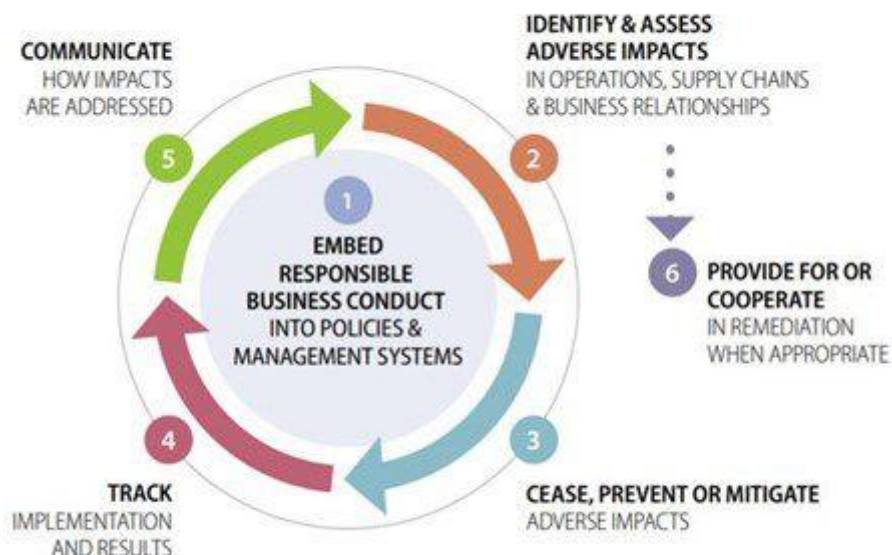 1
EMBED
RESPONSIBLE
BUSINESS CONDUCT
INTO POLICIES &
MANAGEMENT SYSTEMS
IDENTIFY & ASSESS
ADVERSE IMPACTS
IN OPERATIONS, SUPPLY CHAINS
& BUSINESS RELATIONSHIPS
2
3
CEASE, PREVENT OR MITIGATE
ADVERSE IMPACTS
4
TRACK
IMPLEMENTATION
AND RESULTS
COMMUNICATE
HOW IMPACTS
ARE ADDRESSED
5
6
PROVIDE FOR OR
COOPERATE
IN REMEDIATION
WHEN APPROPRIATE